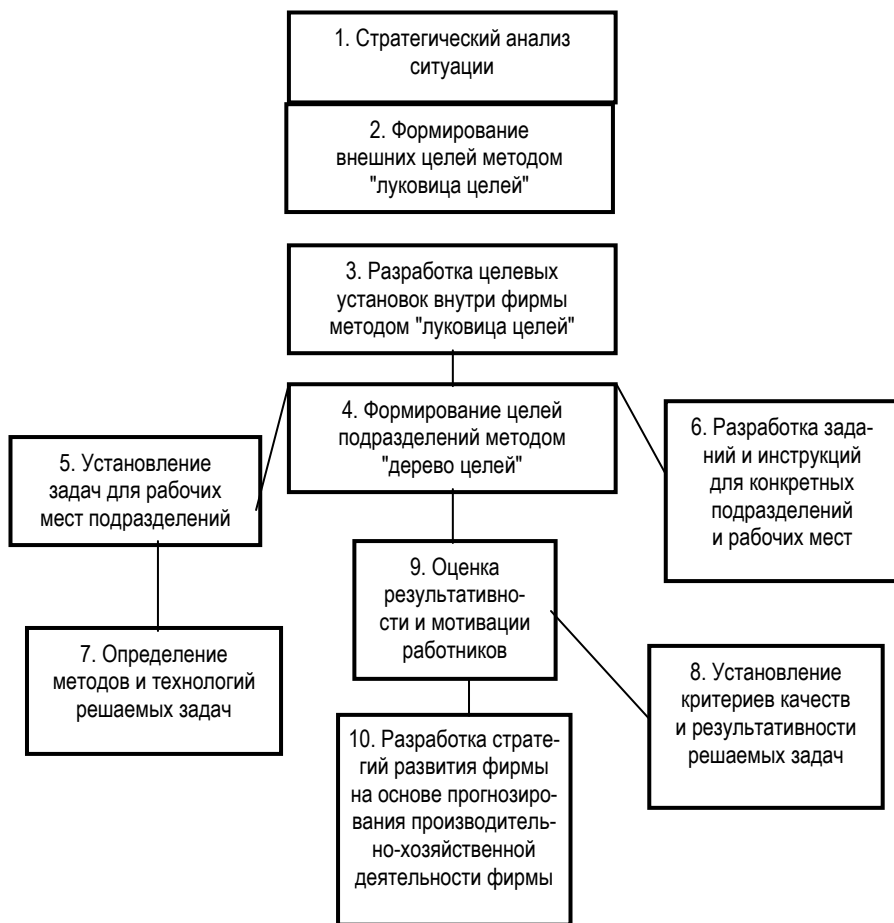 1. Стратегический анализ
ситуации
2. Формирование
внешних целей методом
"луковица целей"
3. Разработка целевых
установок внутри фирмы
методом "луковица целей"
4. Формирование целей
подразделений методом
"дерево целей"
5. Установление
задач для рабочих
мест подразделений
6. Разработка зада-
ний и инструкций
для конкретных
подразделений
и рабочих мест
7. Определение
методов и технологий
решаемых задач
9. Оценка
результативно-
сти и мотивации
работников
8. Установление
критериев качеств
и результативности
решаемых задач
10. Разработка страте-
гий развития фирмы
на основе прогнозиро-
вания производитель-
но-хозяйственной
деятельности фирмы